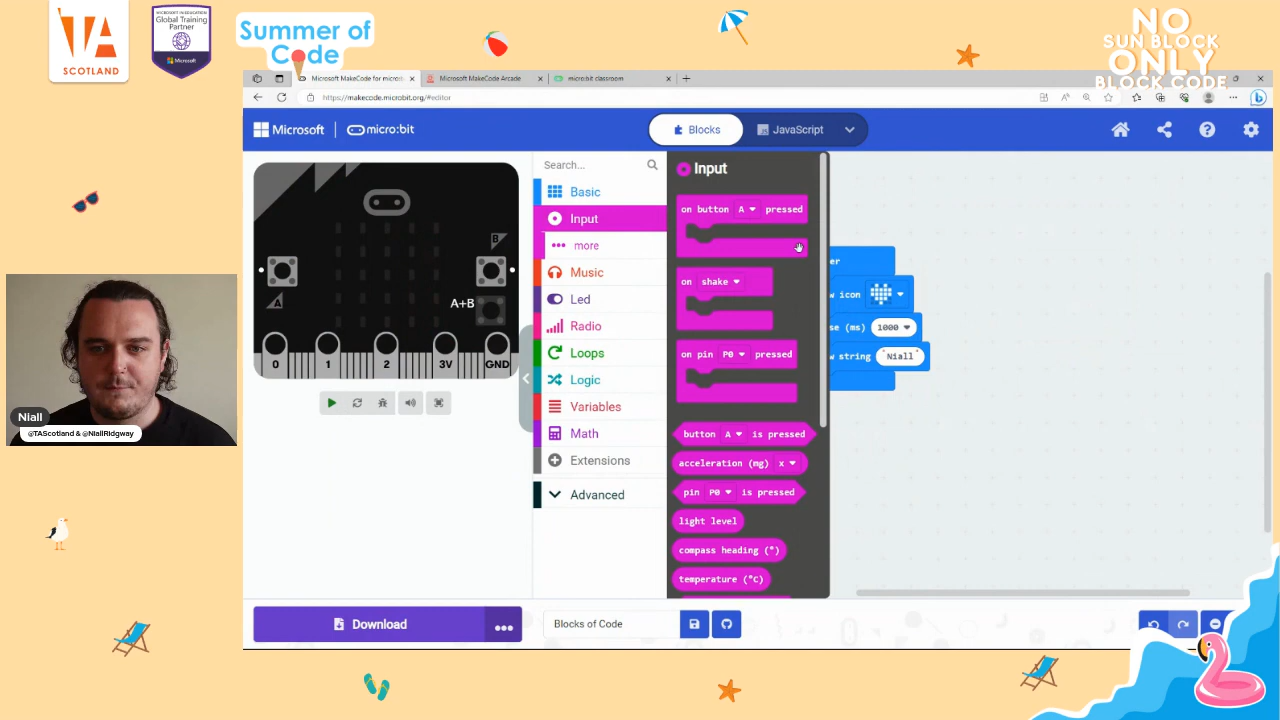 TA
SCOTLAND
MICROSOFT IN EDUCATION
Global Training
Partner
Microsoft
Summer of
Code
NO
SUN BLOCK
ONLY
BLOCK CODE
Microsoft MakeCode for micro:
Microsoft MakeCode Arcade
micro:bit classroom
https://makecode.microbit.org/#editor
Microsoft
micro:bit
Blocks
JavaScript
B
A
A+B
0
1
2
3V
GND
Search...
Basic
Input
more
Music
Led
Radio
Loops
Logic
Variables
Math
Extensions
Advanced
Input
on button A pressed
on shake
on pin P0 pressed
button A is pressed
acceleration (mg) x
pin P0 is pressed
light level
compass heading (°)
temperature (°C)
er
w icon
se (ms) 1000
w string "Niall"
Download
Blocks of Code
Niall
@TAScotland & @NiallRidgway